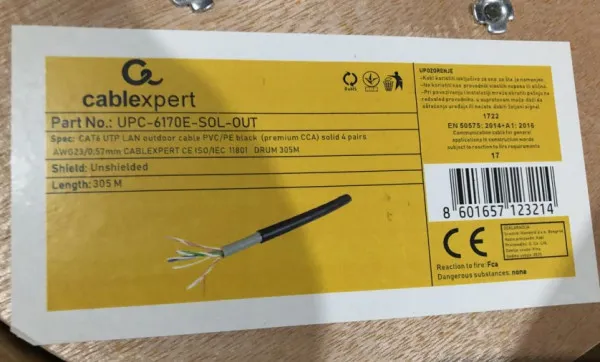 cablexpert
Part No.: UPC-6170E-SOL-OUT
Spec: CAT6 UTP LAN outdoor cable PVC/PE black (premium CCA) solid 4 pairs
AWG23/0.57mm CABLEXPERT CE ISO/IEC 11801 DRUM 305M
Shield: Unshielded
Length: 305 M
RoHS
UPOZORENJE
1722
EN 50575: 2014+A1: 2016
Communication cable for general
applications in construction works
subject to fire requirements
17
8 601657 123214
CE
DEKLARACIJA
Reaction to fire: Fca
Dangerous substances: none